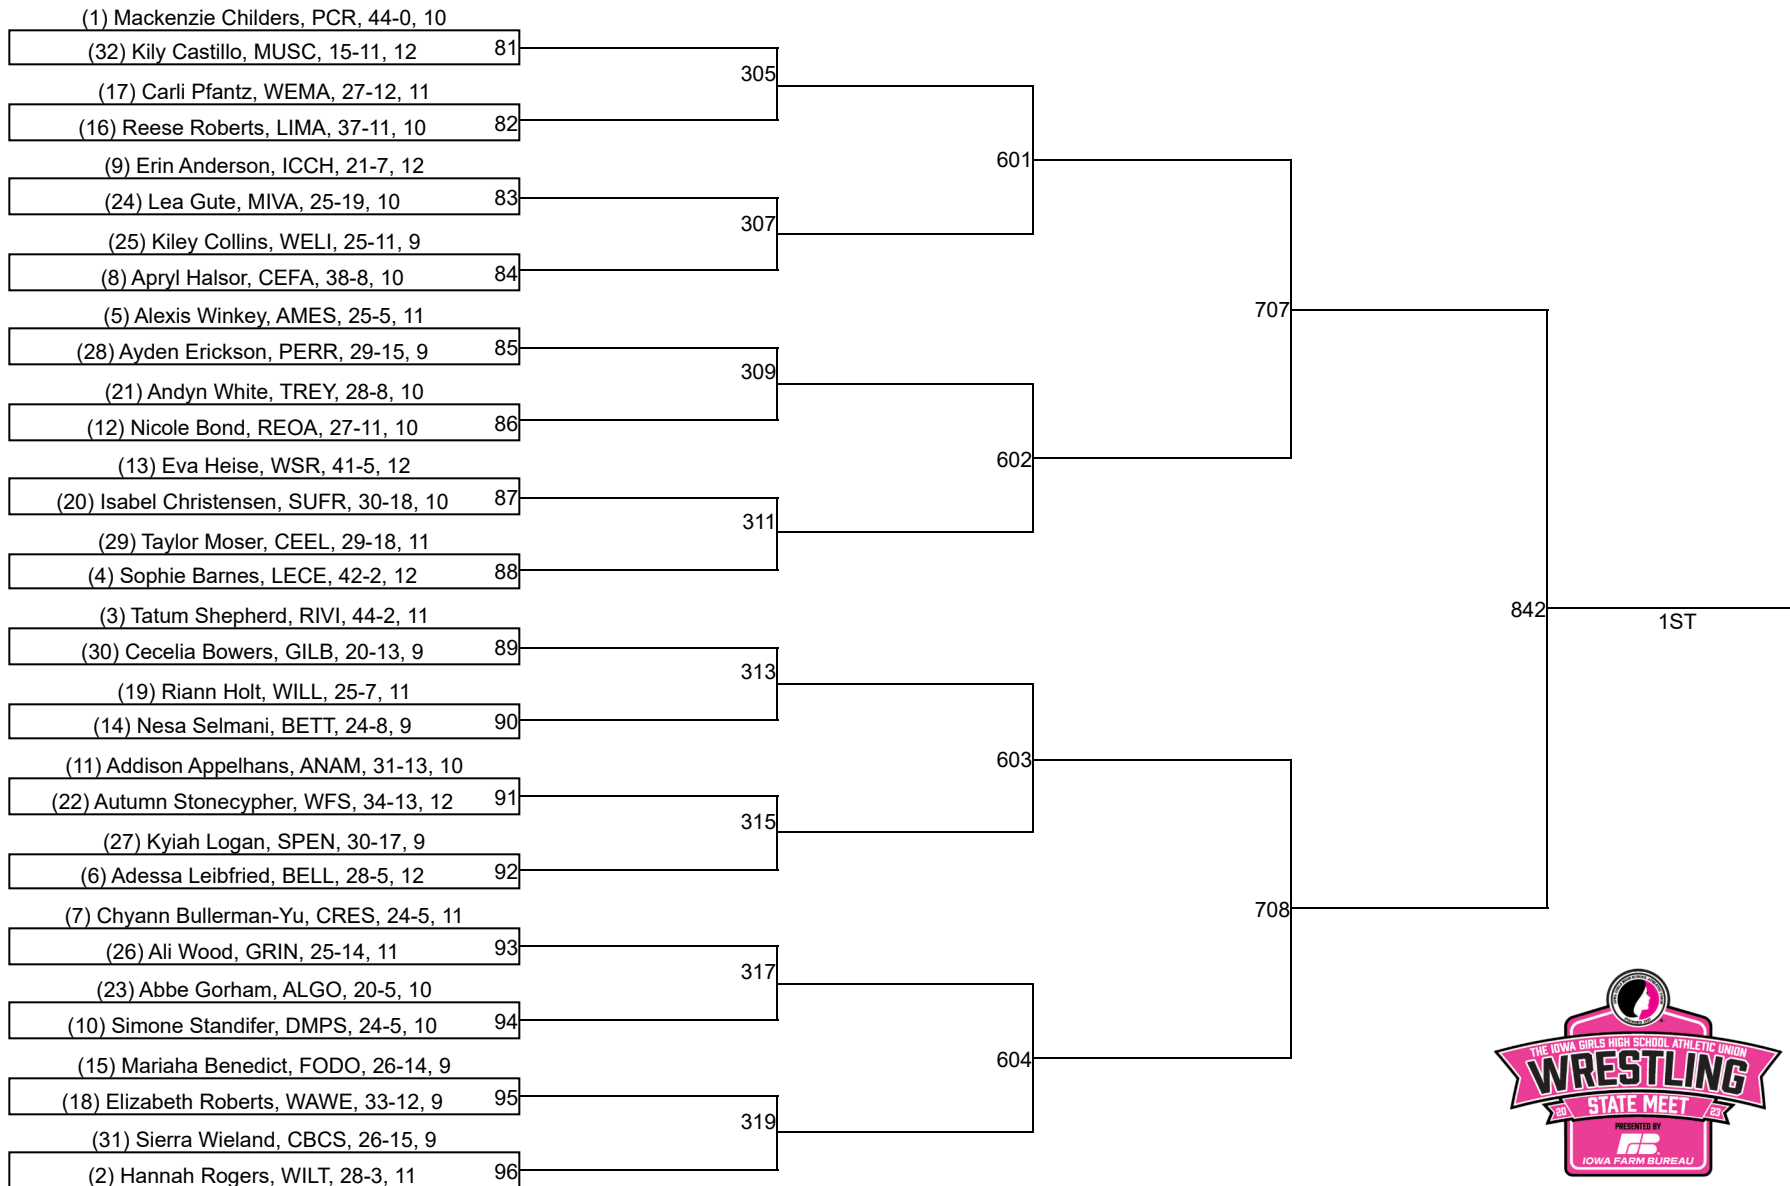 (1) Mackenzie Childers, PCR, 44-0, 10
(32) Kily Castillo, MUSC, 15-11, 12
81
305
(17) Carli Pfantz, WEMA, 27-12, 11
(16) Reese Roberts, LIMA, 37-11, 10
82
601
(9) Erin Anderson, ICCH, 21-7, 12
(24) Lea Gute, MIVA, 25-19, 10
83
307
(25) Kiley Collins, WELI, 25-11, 9
(8) Apryl Halsor, CEFA, 38-8, 10
84
707
(5) Alexis Winkey, AMES, 25-5, 11
(28) Ayden Erickson, PERR, 29-15, 9
85
309
(21) Andyn White, TREY, 28-8, 10
(12) Nicole Bond, REOA, 27-11, 10
86
602
(13) Eva Heise, WSR, 41-5, 12
(20) Isabel Christensen, SUFR, 30-18, 10
87
311
(29) Taylor Moser, CEEL, 29-18, 11
(4) Sophie Barnes, LECE, 42-2, 12
88
842
1ST
(3) Tatum Shepherd, RIVI, 44-2, 11
(30) Cecelia Bowers, GILB, 20-13, 9
89
313
(19) Riann Holt, WILL, 25-7, 11
(14) Nesa Selmani, BETT, 24-8, 9
90
603
(11) Addison Appelhans, ANAM, 31-13, 10
(22) Autumn Stonecypher, WFS, 34-13, 12
91
315
(27) Kyiah Logan, SPEN, 30-17, 9
(6) Adessa Leibfried, BELL, 28-5, 12
92
708
(7) Chyann Bullerman-Yu, CRES, 24-5, 11
(26) Ali Wood, GRIN, 25-14, 11
93
317
(23) Abbe Gorham, ALGO, 20-5, 10
(10) Simone Standifer, DMPS, 24-5, 10
94
604
(15) Mariaha Benedict, FODO, 26-14, 9
(18) Elizabeth Roberts, WAWE, 33-12, 9
95
319
(31) Sierra Wieland, CBCS, 26-15, 9
(2) Hannah Rogers, WILT, 28-3, 11
96
THE IOWA GIRLS HIGH SCHOOL ATHLETIC UNION
WRESTLING
20 STATE MEET 23
PRESENTED BY
FB
IOWA FARM BUREAU